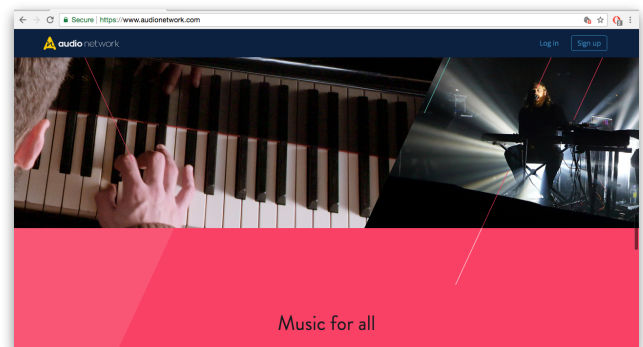 Secure | https://www.audionetwork.com
audio network
Log in
Sign up
Music for all